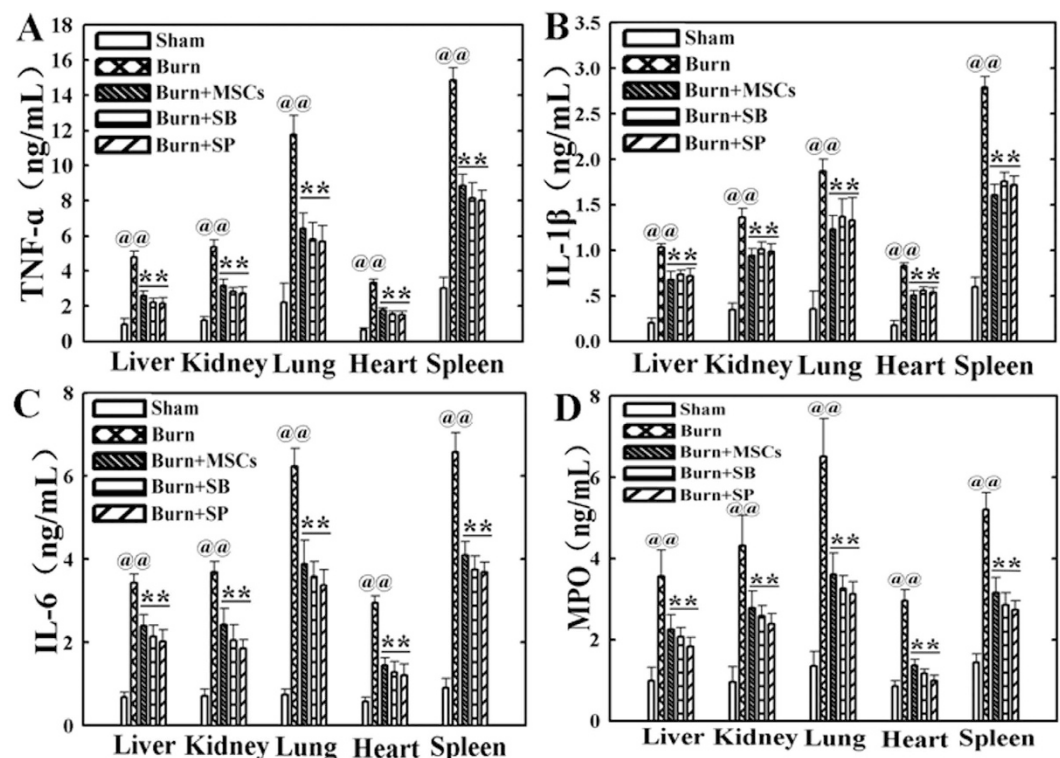 A
TNF-α (ng/mL)
18
16
14
12
10
8
6
4
2
0
Sham
Burn
Burn+MSCs
Burn+SB
Burn+SP
@@
**
@@
**
@@
**
@@
**
@@
**
Liver Kidney Lung Heart Spleen
B
IL-1β (ng/mL)
3.5
3.0
2.5
2.0
1.5
1.0
0.5
0.0
Sham
Burn
Burn+MSCs
Burn+SB
Burn+SP
@@
**
@@
**
@@
**
@@
**
@@
**
Liver Kidney Lung Heart Spleen
C
IL-6 (ng/mL)
8
6
4
2
0
Sham
Burn
Burn+MSCs
Burn+SB
Burn+SP
@@
**
@@
**
@@
**
@@
**
@@
**
Liver Kidney Lung Heart Spleen
D
MPO (ng/mL)
8
6
4
2
0
Sham
Burn
Burn+MSCs
Burn+SB
Burn+SP
@@
**
@@
**
@@
**
@@
**
@@
**
Liver Kidney Lung Heart Spleen